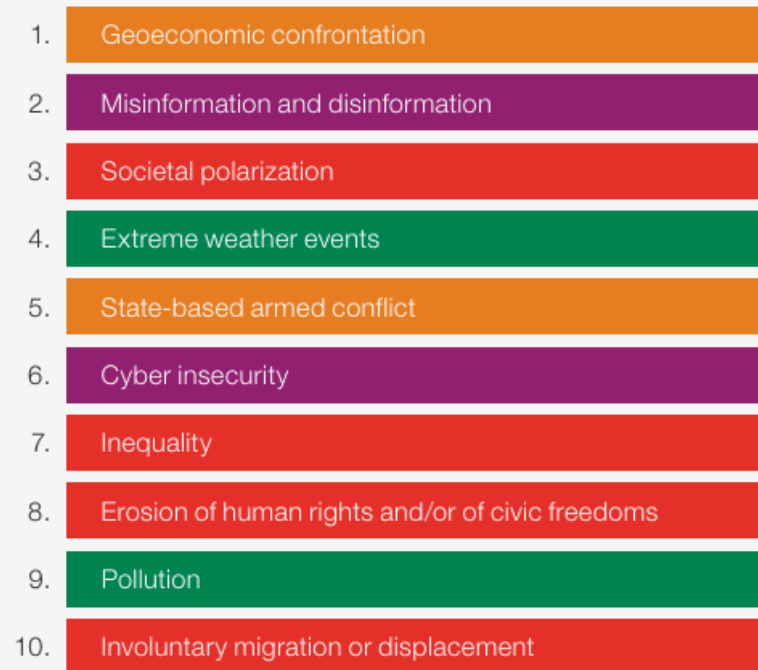 1. Geoeconomic confrontation
2. Misinformation and disinformation
3. Societal polarization
4. Extreme weather events
5. State-based armed conflict
6. Cyber insecurity
7. Inequality
8. Erosion of human rights and/or of civic freedoms
9. Pollution
10. Involuntary migration or displacement